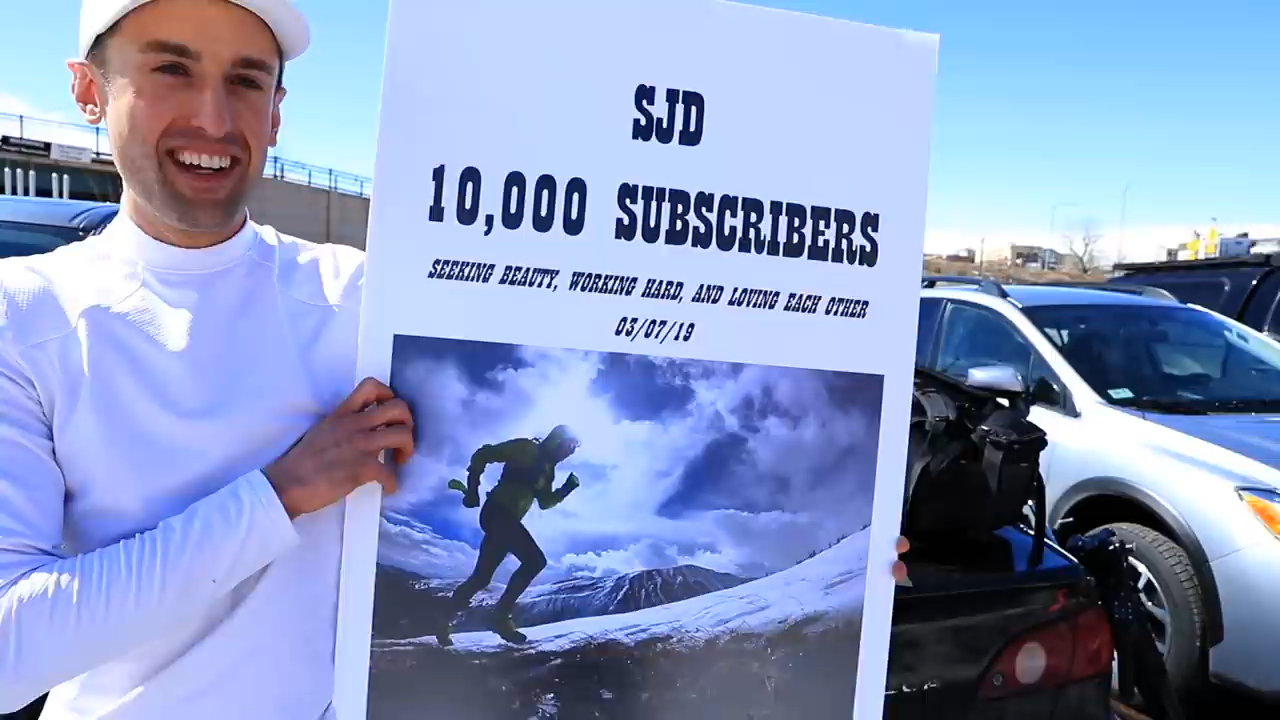 SJD
10,000 SUBSCRIBERS
SEEKING BEAUTY, WORKING HARD, AND LOVING EACH OTHER
03/07/19